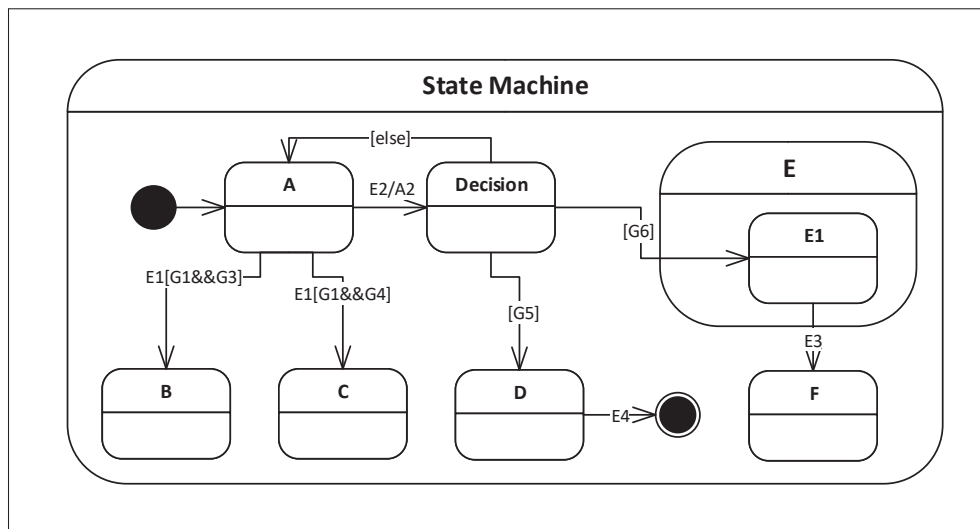 State Machine
[else]
A
E2/A2
Decision
E
[G6]
E1
E1[G1&&G3]
E1[G1&&G4]
[G5]
E3
B
C
D
E4
F